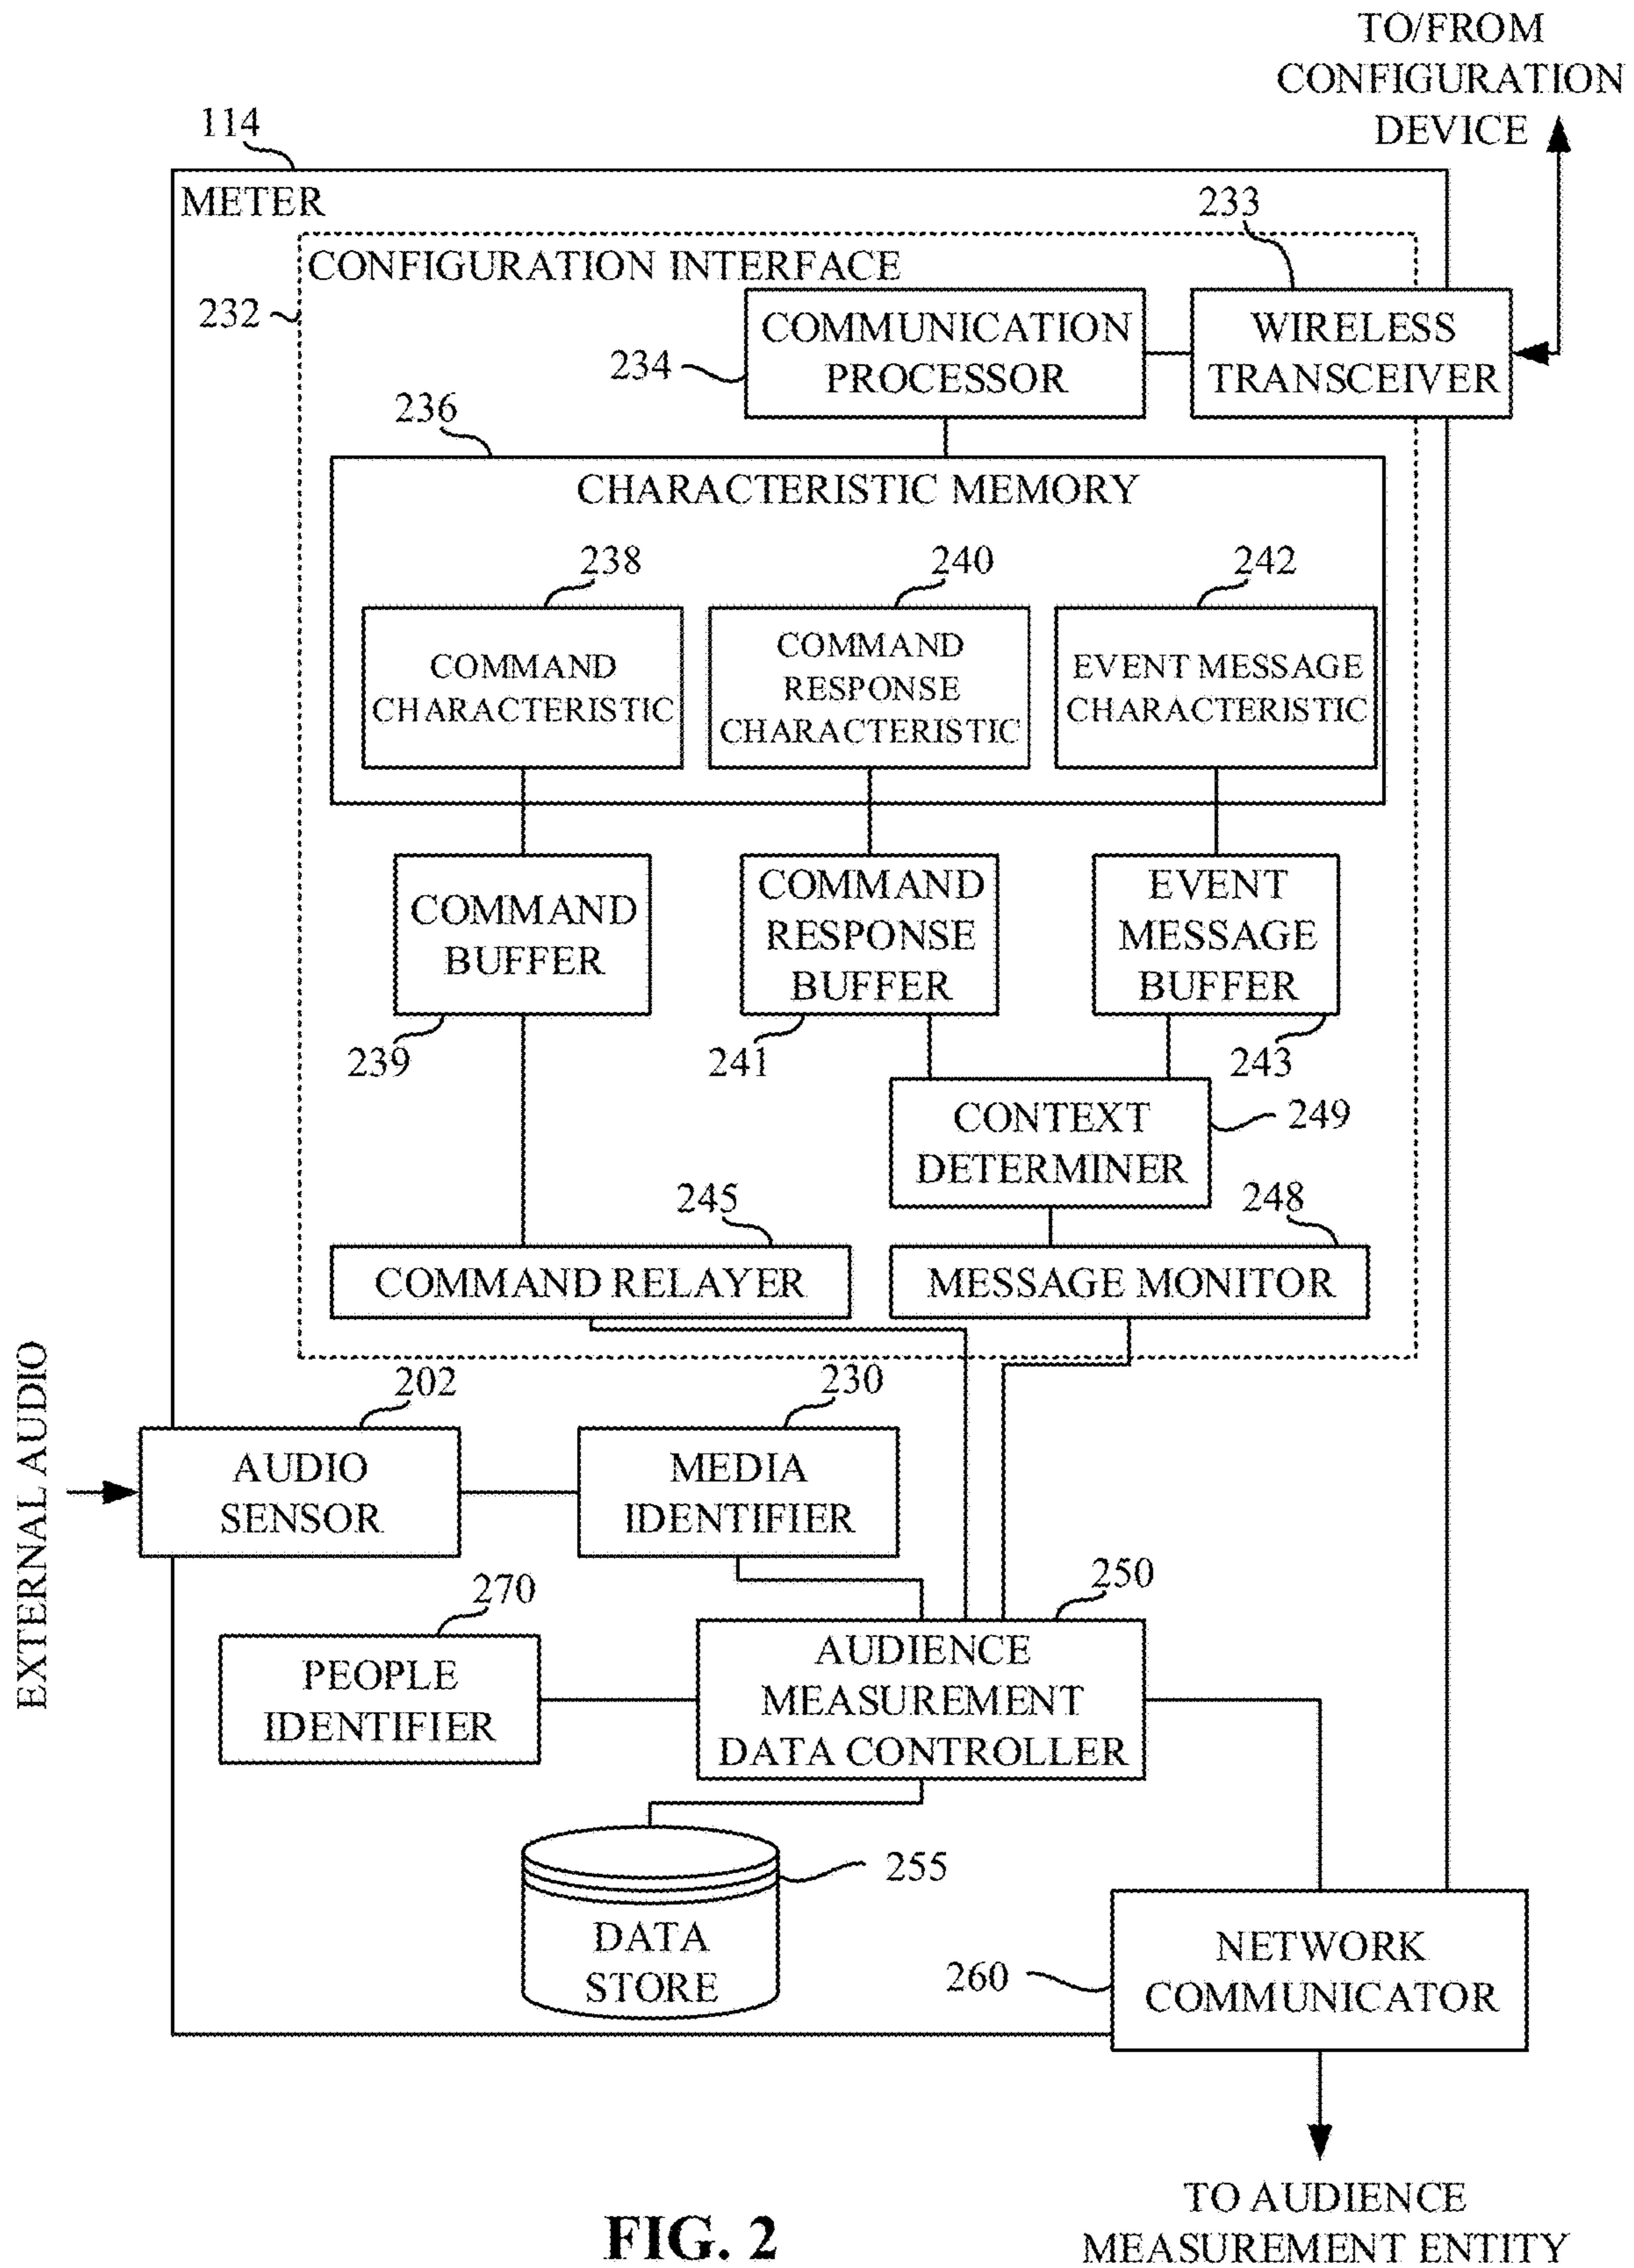 TO/FROM
CONFIGURATION
DEVICE
114
METER
233
CONFIGURATION INTERFACE
232
COMMUNICATION
PROCESSOR
WIRELESS
TRANSCEIVER
234
236
CHARACTERISTIC MEMORY
238
240
242
COMMAND
CHARACTERISTIC
COMMAND
RESPONSE
CHARACTERISTIC
EVENT MESSAGE
CHARACTERISTIC
COMMAND
BUFFER
COMMAND
RESPONSE
BUFFER
EVENT
MESSAGE
BUFFER
239
241
243
CONTEXT
DETERMINER
249
245
248
COMMAND RELAYER
MESSAGE MONITOR
EXTERNAL AUDIO
202
230
AUDIO
SENSOR
MEDIA
IDENTIFIER
270
250
PEOPLE
IDENTIFIER
AUDIENCE
MEASUREMENT
DATA CONTROLLER
255
DATA
STORE
260
NETWORK
COMMUNICATOR
TO AUDIENCE
MEASUREMENT ENTITY
FIG. 2